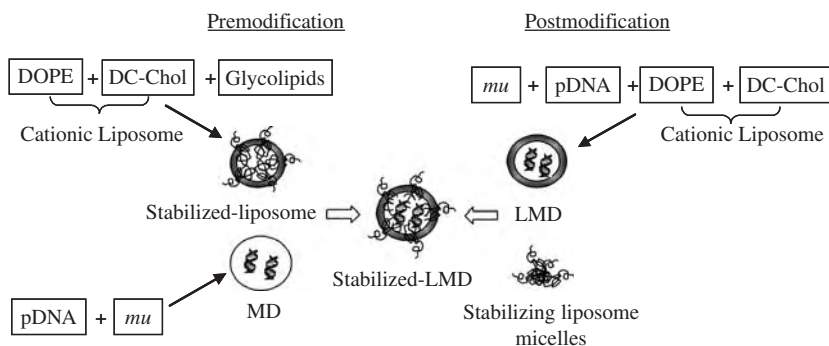 Premodification
DOPE + DC-Chol + Glycolipids
Cationic Liposome
Stabilized-liposome
MD
pDNA + mu
Stabilized-LMD
Postmodification
mu + pDNA + DOPE + DC-Chol
Cationic Liposome
LMD
Stabilizing liposome
micelles